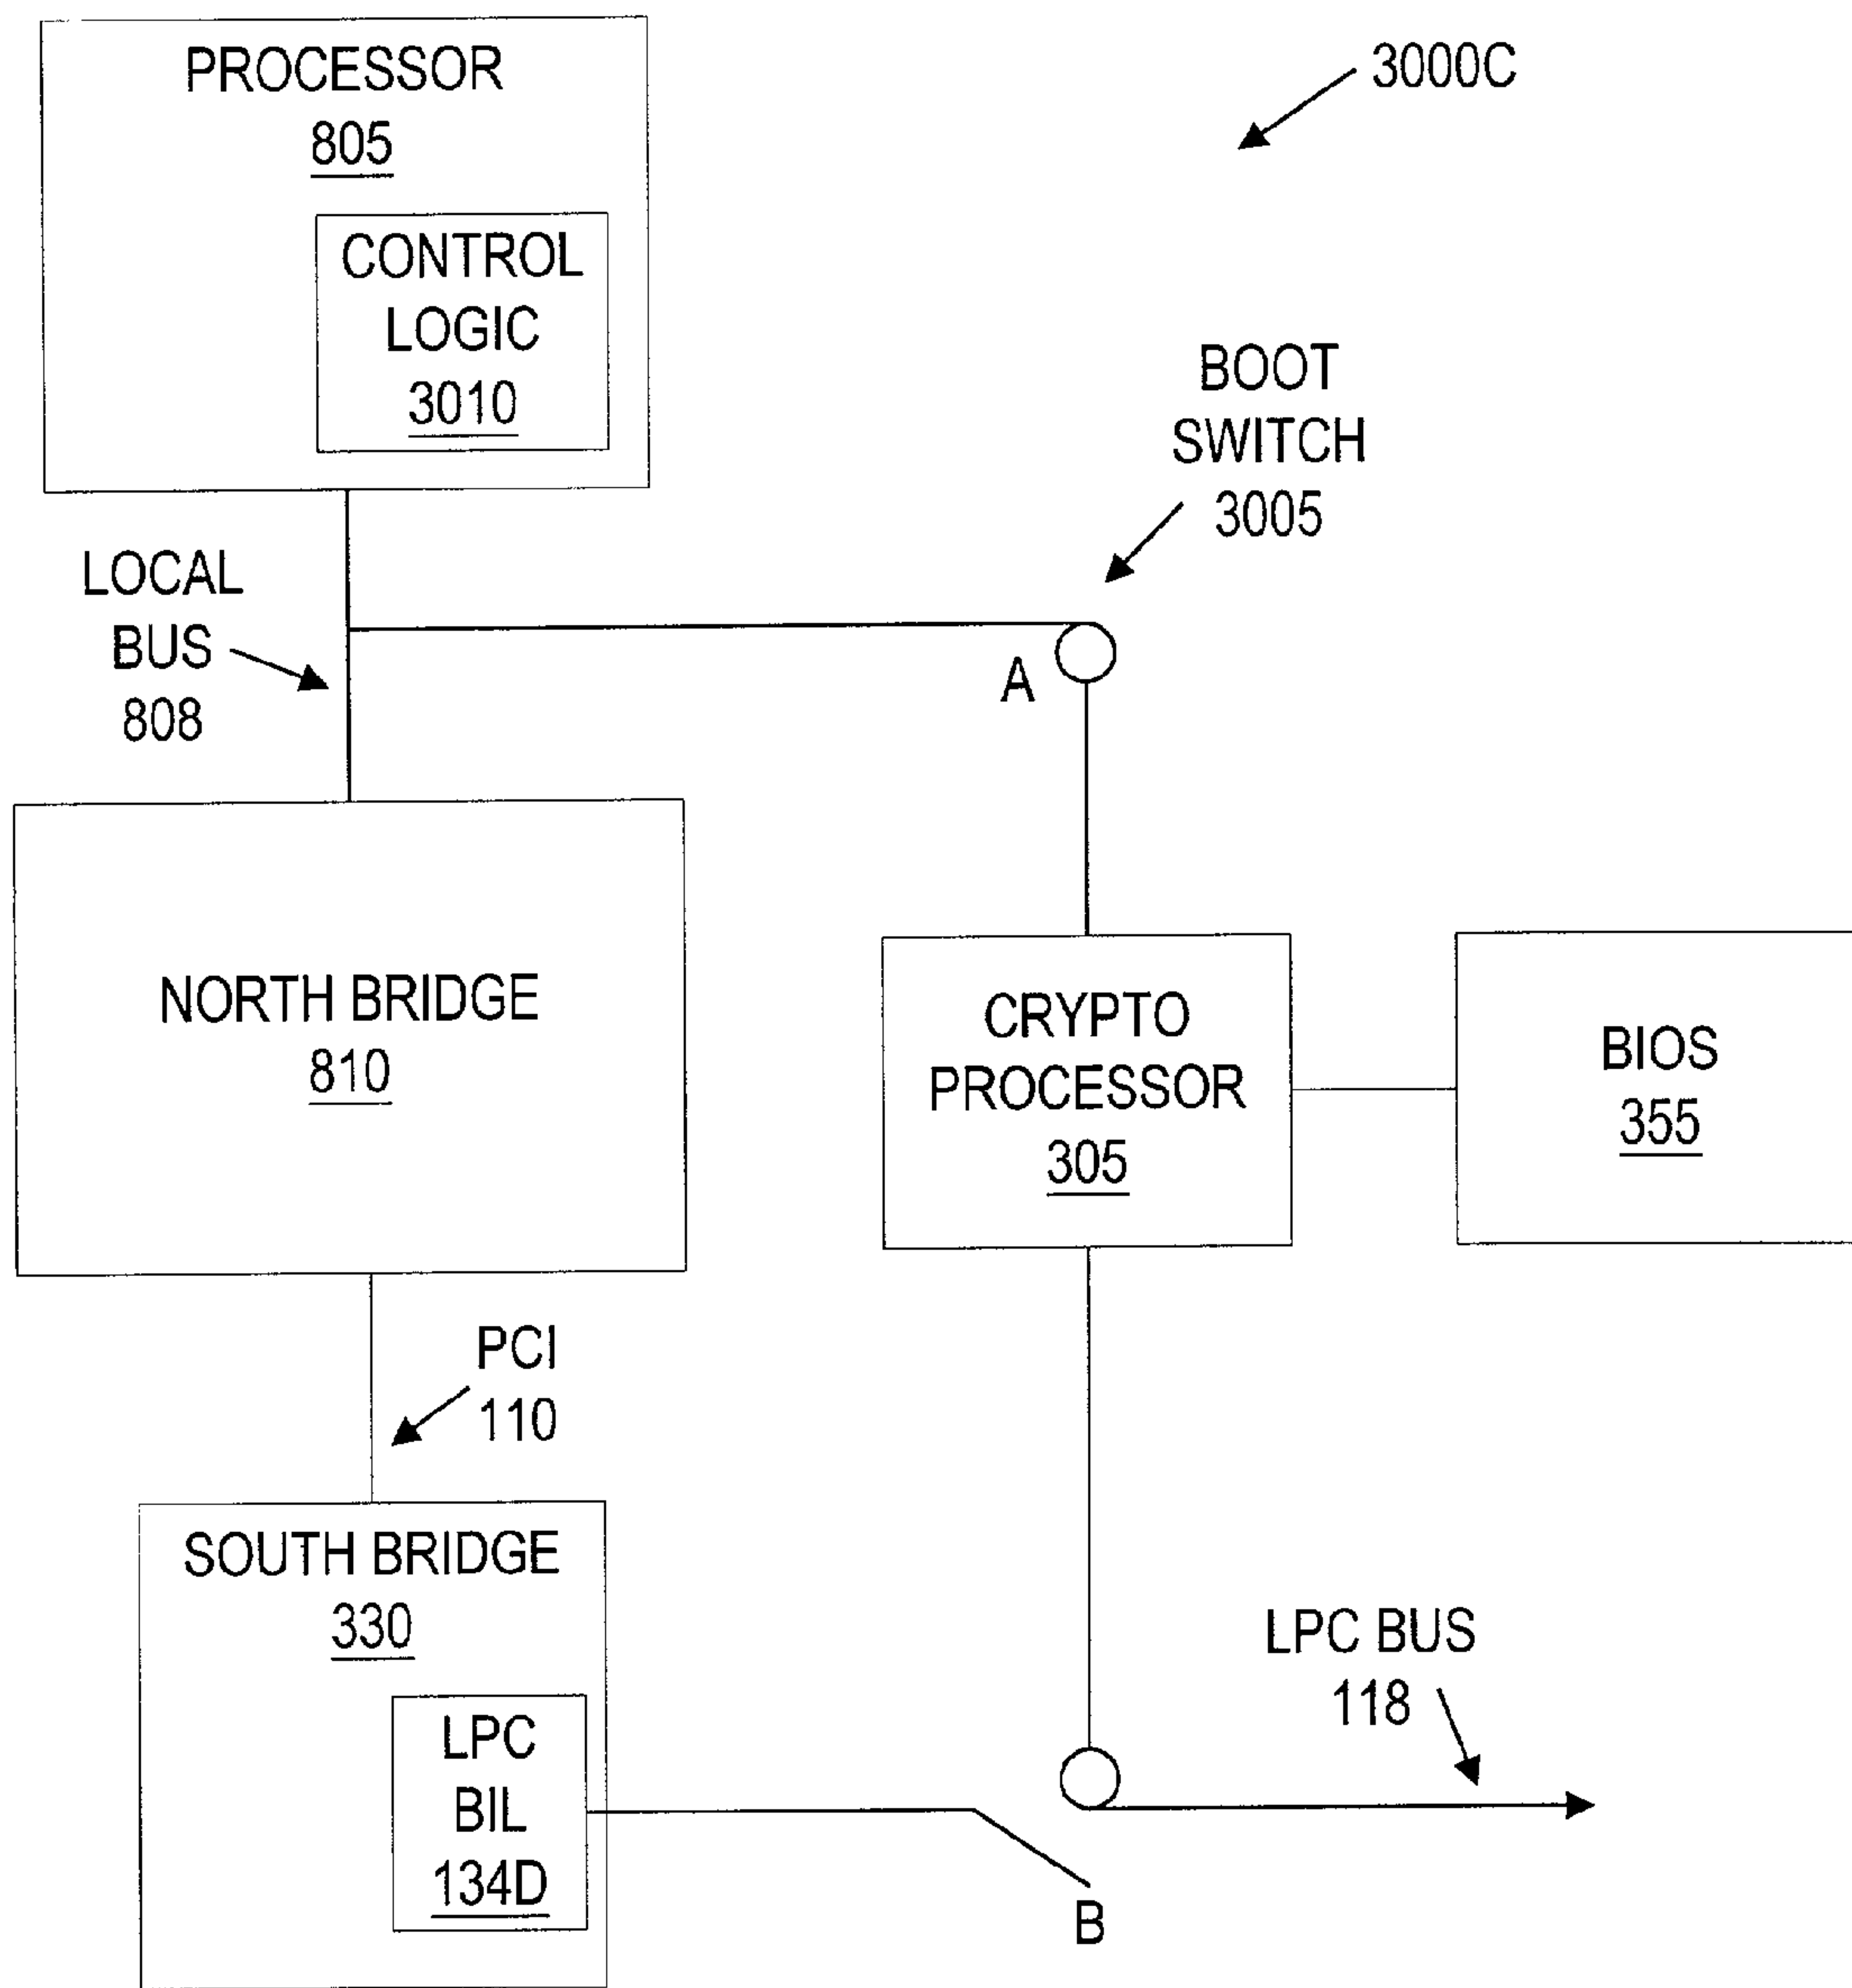 PROCESSOR
805
CONTROL
LOGIC
3010
3000C
BOOT
SWITCH
3005
LOCAL
BUS
808
A
NORTH BRIDGE
810
CRYPTO
PROCESSOR
305
BIOS
355
PCI
110
SOUTH BRIDGE
330
LPC
BIL
134D
LPC BUS
118
B